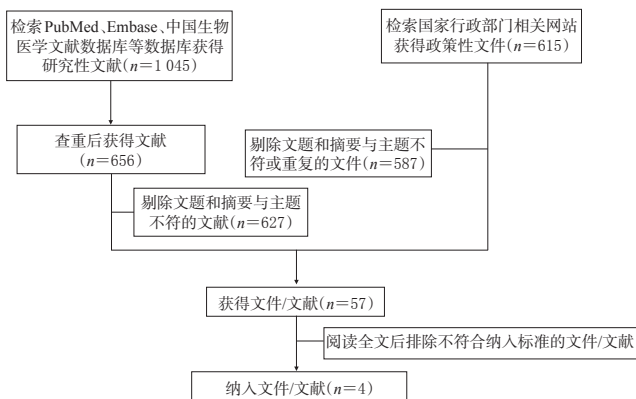 检索PubMed、Embase、中国生物
医学文献数据库等数据库获得
研究性文献(n=1 045)
检索国家行政部门相关网站
获得政策性文件(n=615)
查重后获得文献
(n=656)
剔除文题和摘要与主题不
符或重复的文件(n=587)
剔除文题和摘要与主题
不符的文献(n=627)
获得文件/文献(n=57)
阅读全文后排除不符合纳入标准的文件/文献
纳入文件/文献(n=4)